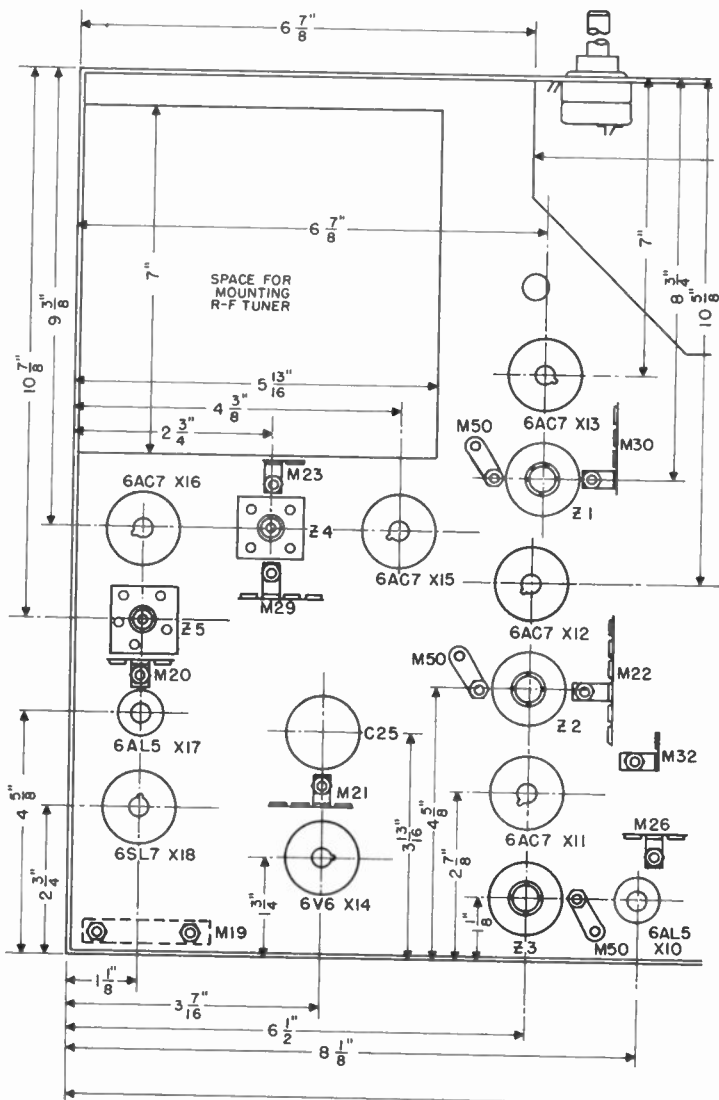 6 7/8"
6 7/8"
7"
SPACE FOR
MOUNTING
R-F TUNER
7"
8 3/4"
10 5/8"
9 3/8"
10 7/8"
5 13/16"
4 3/8"
2 3/4"
6AC7 X13
M50
M30
M23
6AC7 X16
Z4
Z1
6AC7 X15
M29
6AC7 X12
Z5
M50
M20
M22
Z2
6AL5 X17
C25
M32
M21
6AC7 X11
M26
6SL7 X18
4 5/8"
2 3/4"
3 13/16"
4 5/8"
2 7/8"
1 3/4"
1 1/8"
6V6 X14
M19
Z3
M50
6AL5
X10
1 1/8"
3 7/16"
6 1/2"
8 1/8"